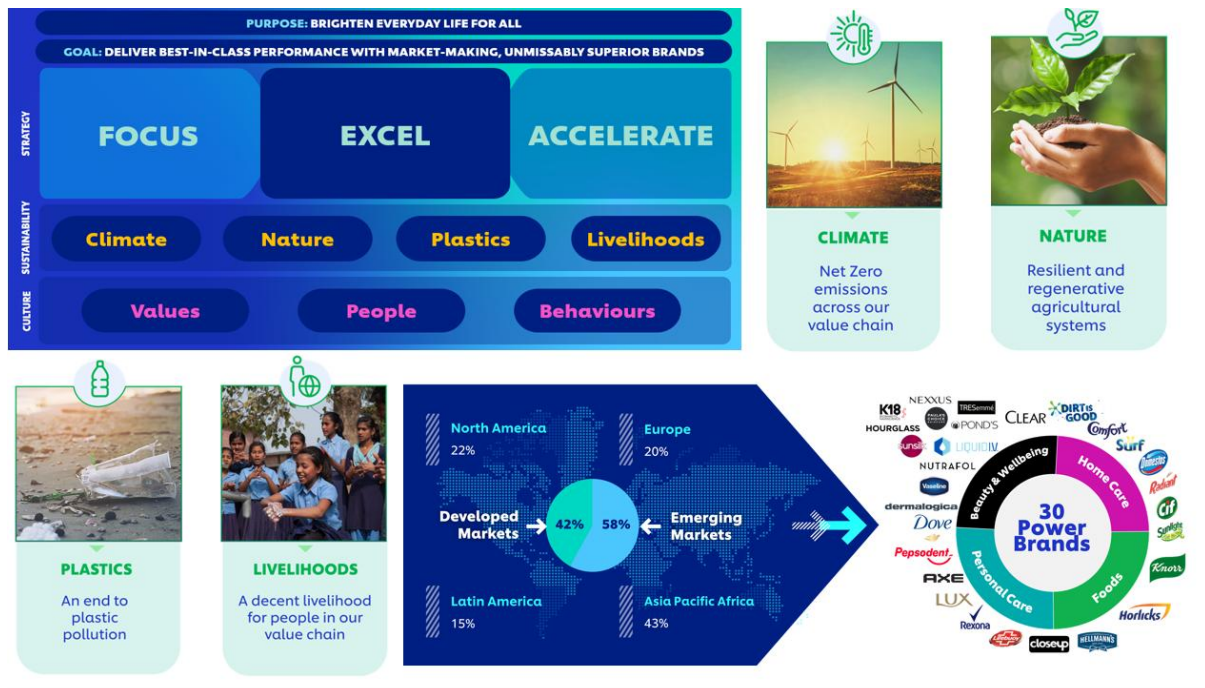 PURPOSE: BRIGHTEN EVERYDAY LIFE FOR ALL
GOAL: DELIVER BEST-IN-CLASS PERFORMANCE WITH MARKET-MAKING, UNMISSABLY SUPERIOR BRANDS
STRATEGY
FOCUS
EXCEL
ACCELERATE
SUSTAINABILITY
Climate
Nature
Plastics
Livelihoods
CULTURE
Values
People
Behaviours
CLIMATE
Net Zero
emissions
across our
value chain
NATURE
Resilient and
regenerative
agricultural
systems
PLASTICS
An end to
plastic
pollution
LIVELIHOODS
A decent livelihood
for people in our
value chain
North America
22%
Europe
20%
Developed
Markets
42%
58%
Emerging
Markets
Latin America
15%
Asia Pacific Africa
43%
30
Power
Brands
Beauty & Wellbeing
Home Care
Personal Care
Foods
K18
NEXXUS
TRESemmé
HOURGLASS
PAULA'S
CHOICE
POND'S
CLEAR
DIRT IS
GOOD
Comfort
sunsilk
LIQUID I.V.
Surf
NUTRAFOL
Domestos
Vaseline
Radiant
dermalogica
Cif
Dove
Sunlight
Pepsodent
Knorr
AXE
LUX
Horlicks
Rexona
Lifebuoy
closeup
HELLMANN'S